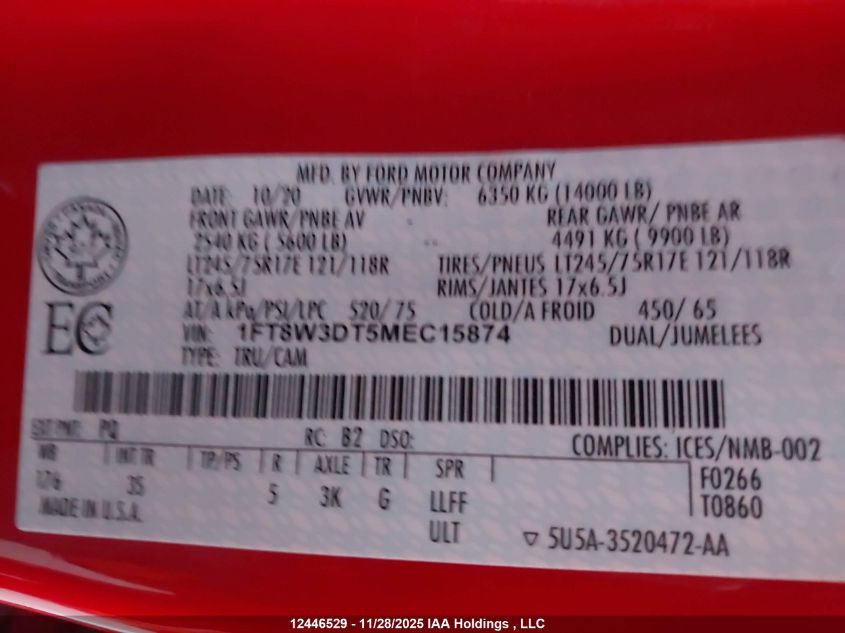 MFD. BY FORD MOTOR COMPANY
DATE: 10/20 GVWR/PNBV: 6350 KG (14000 LB)
FRONT GAWR/PNBE AV REAR GAWR/ PNBE AR
2540 KG ( 5600 LB) 4491 KG ( 9900 LB)
LT245/75R17E 121/118R TIRES/PNEUS LT245/75R17E 121/118R
17x6.5J RIMS/JANTES 17x6.5J
AT/A kPa/PSI/LPC 520/75 COLD/A FROID 450/ 65
VIN: 1FT8W3DT5MEC15874 DUAL/JUMELEES
EC
TYPE: TRU/CAM
EXT PNT: PQ RC: B2 DSO: COMPLIES: ICES/NMB-002
WB INT TR TP/PS R AXLE TR SPR F0266
176 3S 5 3K G LLFF T0860
MADE IN U.S.A. ULT ▽ 5U5A-3520472-AA
12446529 - 11/28/2025 IAA Holdings , LLC